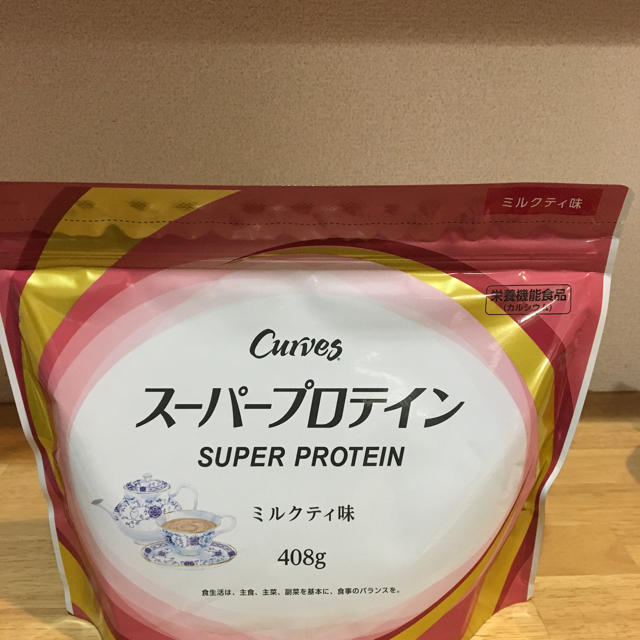 ミルクティ味
栄養機能食品
(カルシウム)
Curves
スーパープロテイン
SUPER PROTEIN
ミルクティ味
408g
食生活は、主食、主菜、副菜を基本に、食事のバランスを。